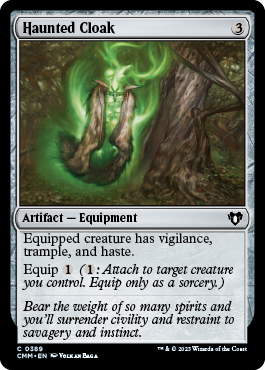 Haunted Cloak 3
Artifact — Equipment
Equipped creature has vigilance,
trample, and haste.
Equip 1 (1: Attach to target creature
you control. Equip only as a sorcery.)
Bear the weight of so many spirits and
you'll surrender civility and restraint to
savagery and instinct.
C 0389
CMM • EN Volkan Baga
™ & © 2023 Wizards of the Coast